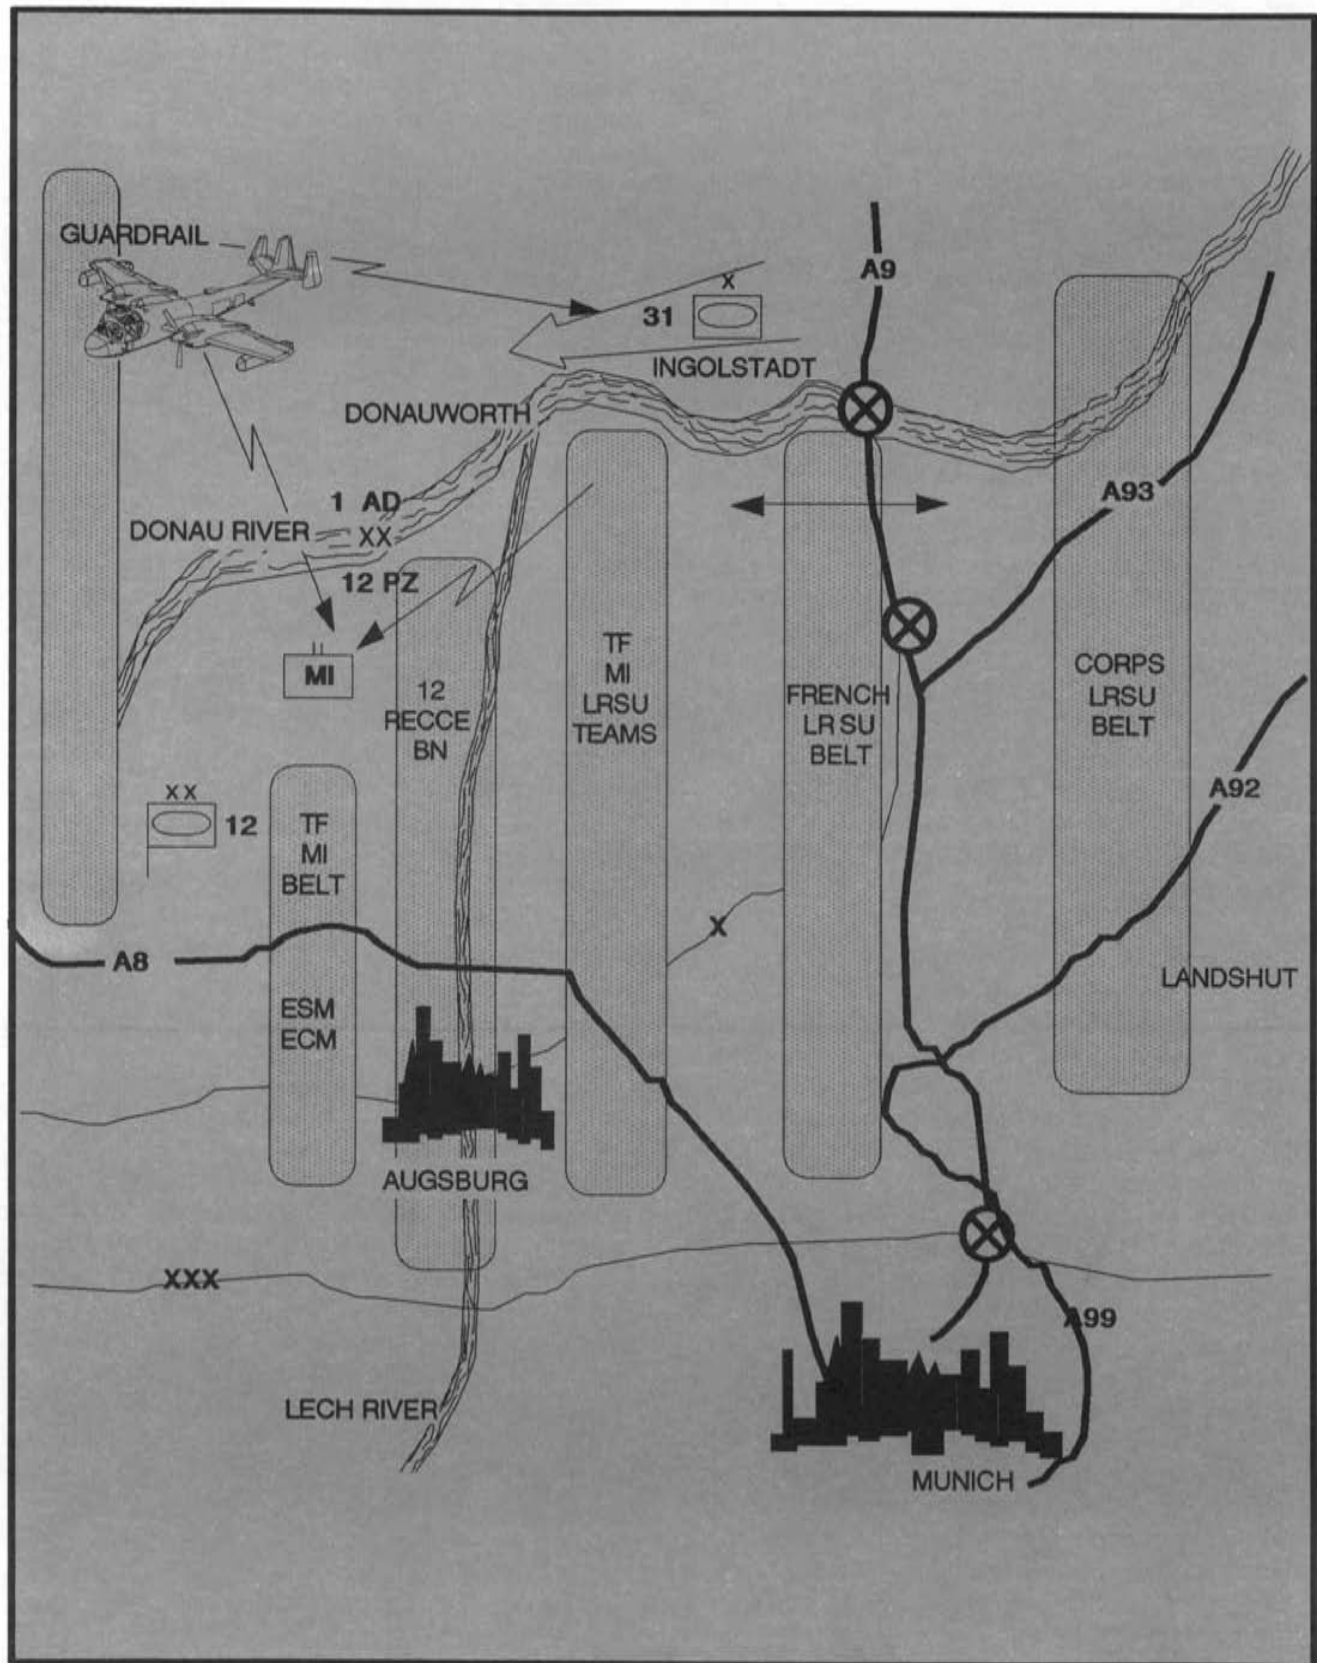 GUARDRAIL
A9
X
31
INGOLSTADT
DONAUWORTH
A93
1 AD
DONAU RIVER
XX
12 PZ
MI
12
RECCE
BN
TF
MI
LRSU
TEAMS
FRENCH
LR SU
BELT
CORPS
LRSU
BELT
A92
XX
12
TF
MI
BELT
X
A8
LANDSHUT
ESM
ECM
AUGSBURG
XXX
A99
LECH RIVER
MUNICH